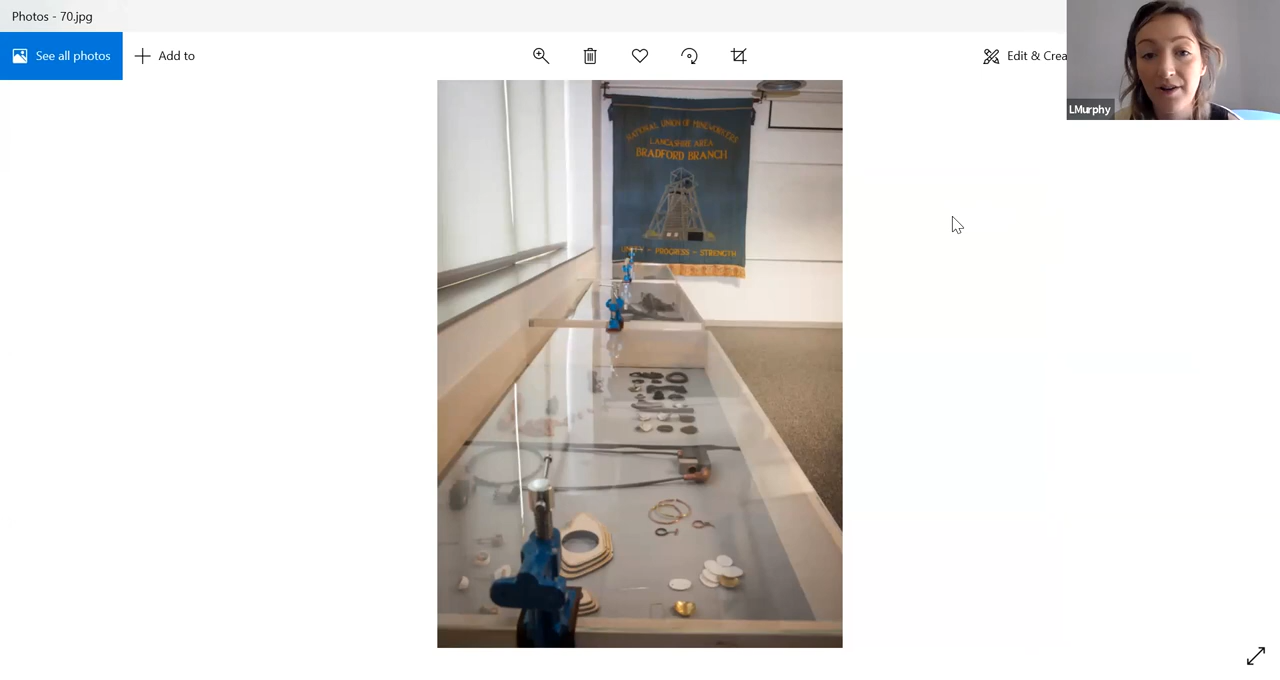 Photos - 70.jpg
See all photos
Add to
Edit & Crea
LMurphy
NATIONAL UNION OF MINEWORKERS
LANCASHIRE AREA
BRADFORD BRANCH
UNITY - PROGRESS - STRENGTH